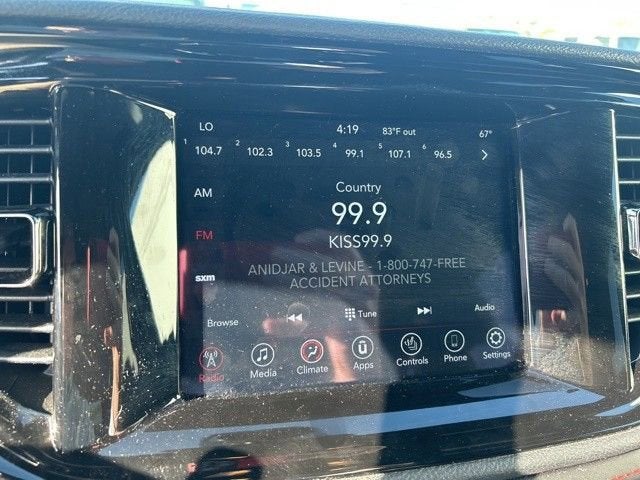 LO 4:19 83°F out 67°
1 104.7 2 102.3 3 103.5 4 99.1 5 107.1 6 96.5
AM
Country
99.9
FM
KISS99.9
ANIDJAR & LEVINE - 1-800-747-FREE
ACCIDENT ATTORNEYS
sxm
Browse Tune Audio
Radio Media Climate Apps Controls Phone Settings